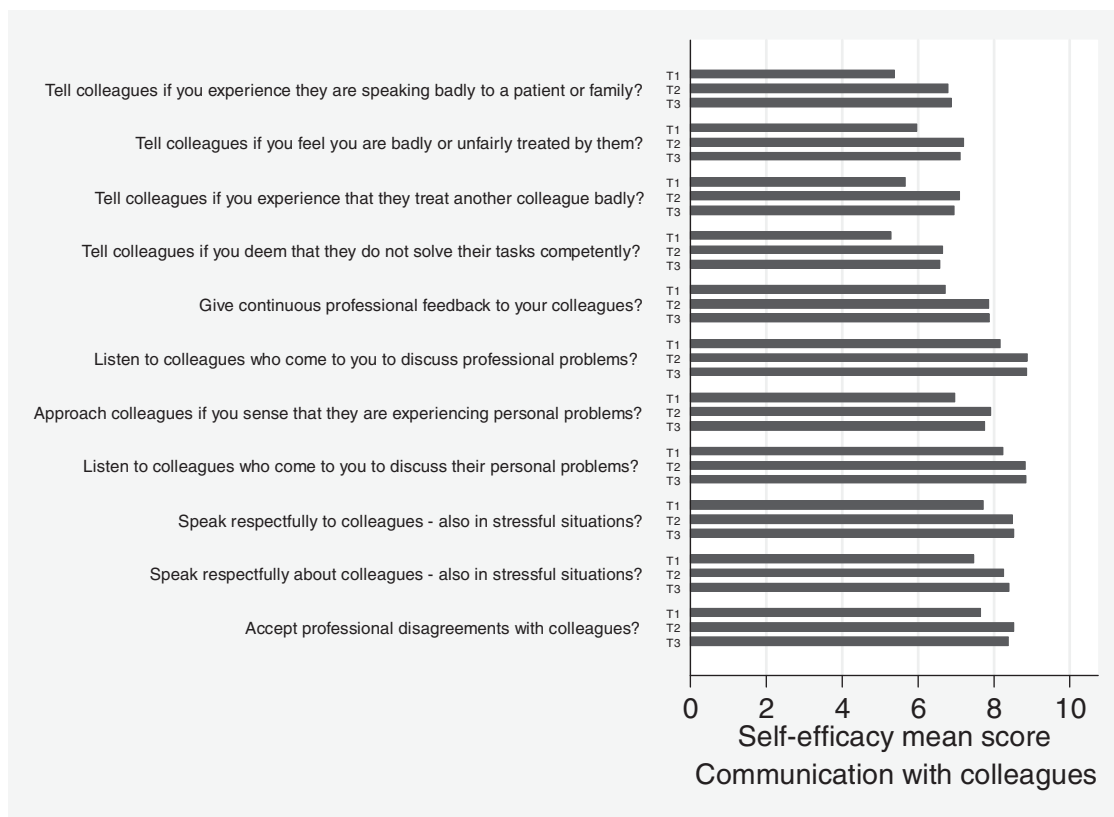 T1
Tell colleagues if you experience they are speaking badly to a patient or family?
T2
T3
T1
Tell colleagues if you feel you are badly or unfairly treated by them?
T2
T3
T1
Tell colleagues if you experience that they treat another colleague badly?
T2
T3
T1
Tell colleagues if you deem that they do not solve their tasks competently?
T2
T3
T1
Give continuous professional feedback to your colleagues?
T2
T3
T1
Listen to colleagues who come to you to discuss professional problems?
T2
T3
T1
Approach colleagues if you sense that they are experiencing personal problems?
T2
T3
T1
Listen to colleagues who come to you to discuss their personal problems?
T2
T3
T1
Speak respectfully to colleagues - also in stressful situations?
T2
T3
T1
Speak respectfully about colleagues - also in stressful situations?
T2
T3
T1
Accept professional disagreements with colleagues?
T2
T3
0 2 4 6 8 10
Self-efficacy mean score
Communication with colleagues